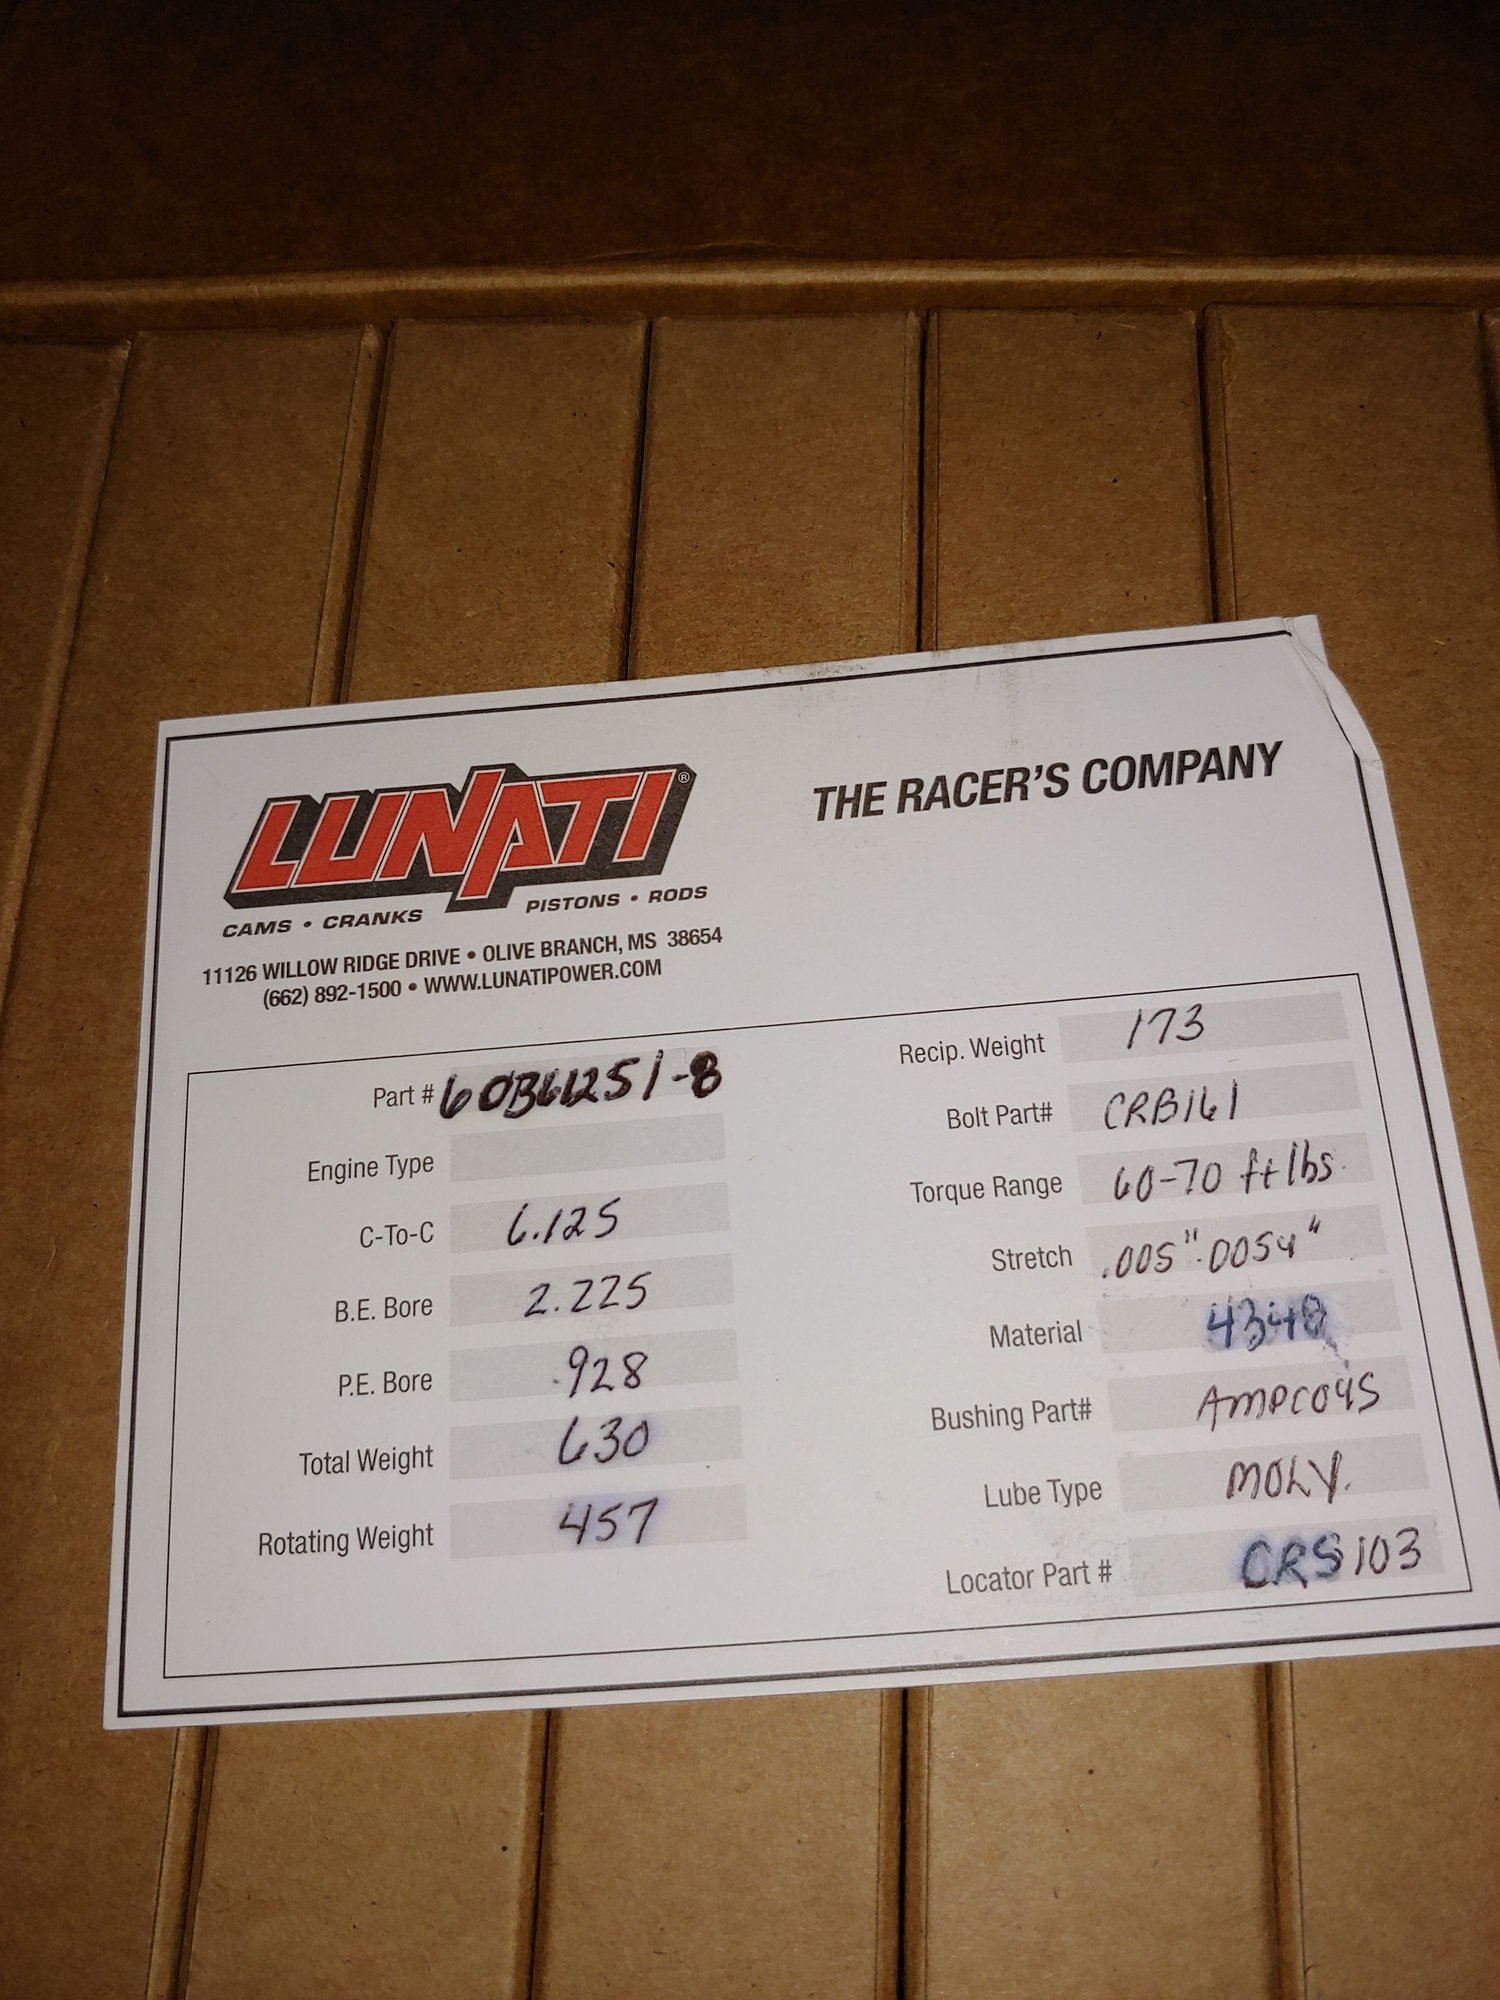 LUNATI®
THE RACER'S COMPANY
CAMS • CRANKS PISTONS • RODS
11126 WILLOW RIDGE DRIVE • OLIVE BRANCH, MS 38654
(662) 892-1500 • WWW.LUNATIPOWER.COM
Part # 60B61251-8
Engine Type
C-To-C 6.125
B.E. Bore 2.225
P.E. Bore .928
Total Weight 630
Rotating Weight 457
Recip. Weight 173
Bolt Part# CRB161
Torque Range 60-70 ft lbs.
Stretch .005"-.0054"
Material 4340
Bushing Part# AMPCO45
Lube Type MOLY.
Locator Part # CRS103